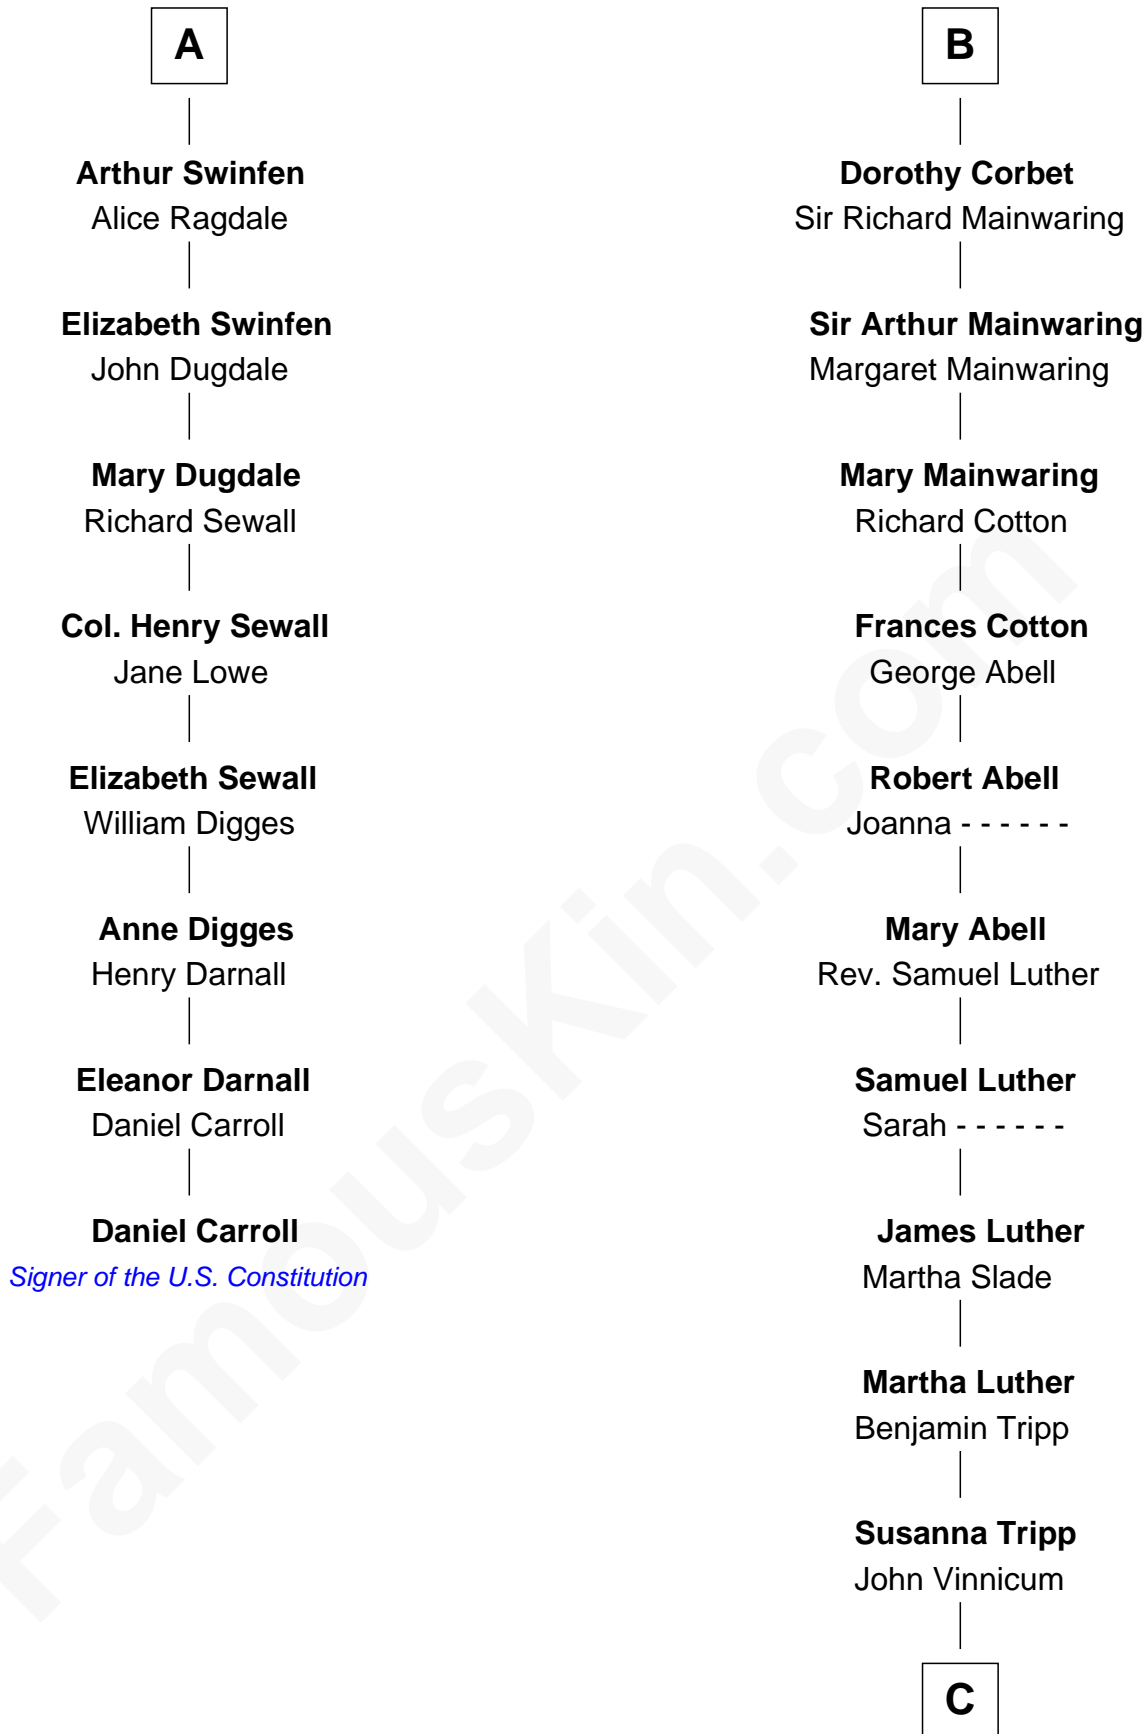 A
Arthur Swinfen
Alice Ragdale
Elizabeth Swinfen
John Dugdale
Mary Dugdale
Richard Sewall
Col. Henry Sewall
Jane Lowe
Elizabeth Sewall
William Digges
Anne Digges
Henry Darnall
Eleanor Darnall
Daniel Carroll
Daniel Carroll
Signer of the U.S. Constitution
B
Dorothy Corbet
Sir Richard Mainwaring
Sir Arthur Mainwaring
Margaret Mainwaring
Mary Mainwaring
Richard Cotton
Frances Cotton
George Abell
Robert Abell
Joanna - - - - - -
Mary Abell
Rev. Samuel Luther
Samuel Luther
Sarah - - - - - -
James Luther
Martha Slade
Martha Luther
Benjamin Tripp
Susanna Tripp
John Vinnicum
C
FamousKin.com